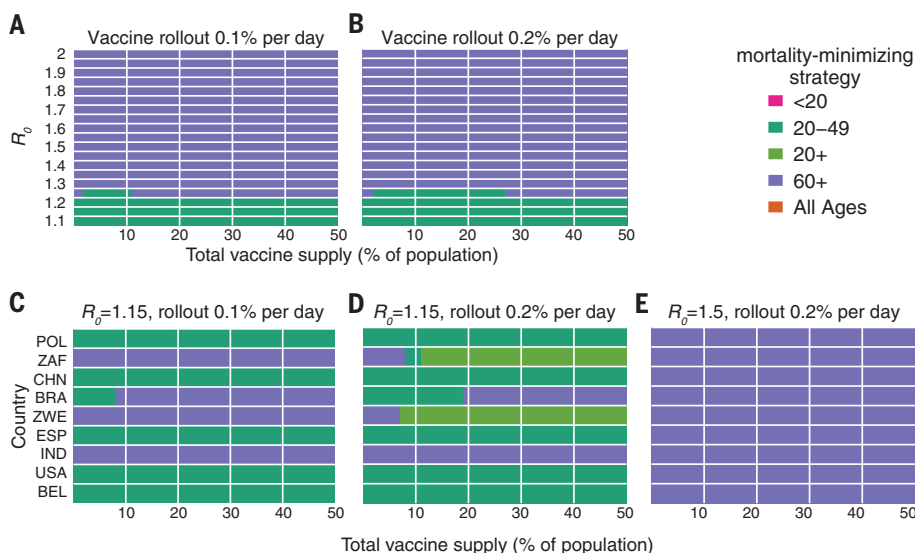 A
Vaccine rollout 0.1% per day
B
Vaccine rollout 0.2% per day
R0
2
1.9
1.8
1.7
1.6
1.5
1.4
1.3
1.2
1.1
10 20 30 40 50
10 20 30 40 50
Total vaccine supply (% of population)
mortality-minimizing
strategy
<20
20–49
20+
60+
All Ages
C
R0=1.15, rollout 0.1% per day
D
R0=1.15, rollout 0.2% per day
E
R0=1.5, rollout 0.2% per day
Country
POL
ZAF
CHN
BRA
ZWE
ESP
IND
USA
BEL
10 20 30 40 50
10 20 30 40 50
10 20 30 40 50
Total vaccine supply (% of population)